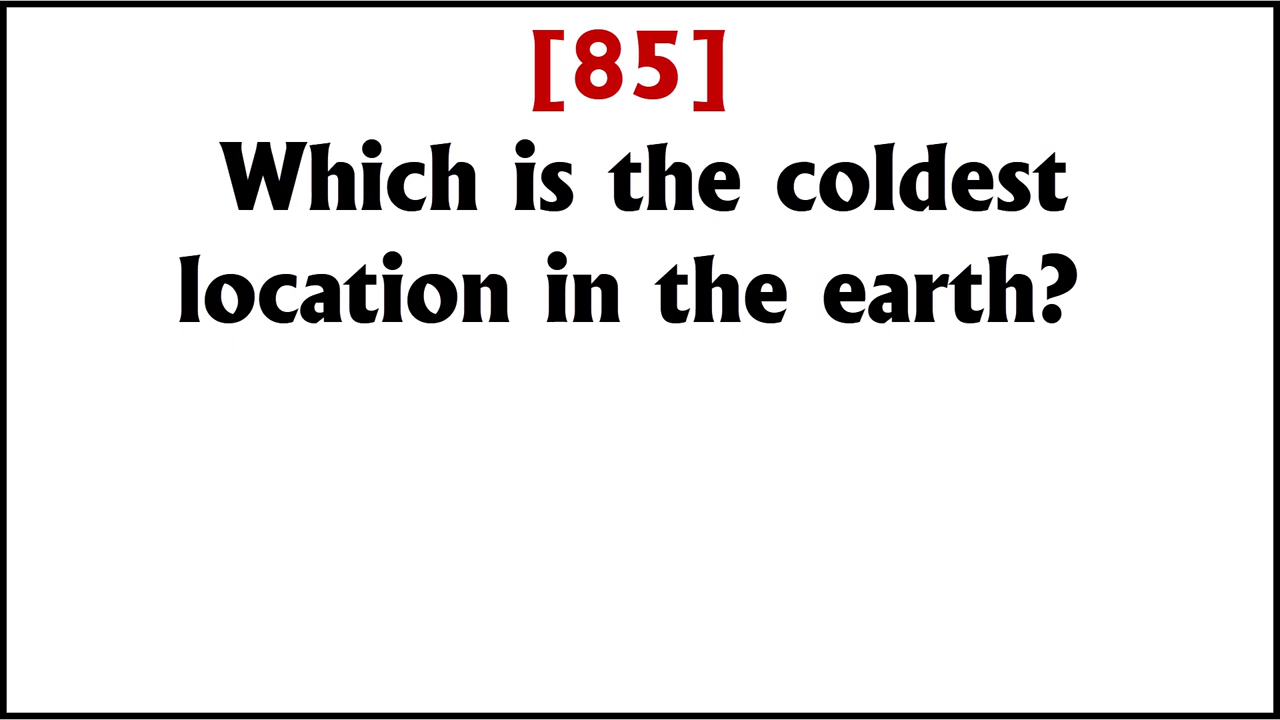 [85]
Which is the coldest
location in the earth?